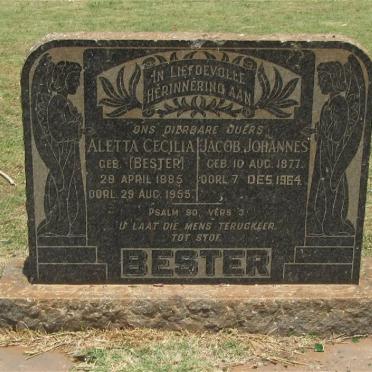 IN LIEFDEVOLLE
HERINNERING AAN
ONS DIERBARE OUERS
ALETTA CECILIA
GEB. (BESTER)
28 APRIL 1885
OORL. 29 AUG. 1955.
JACOB JOHANNES
GEB. 10 AUG. 1877.
OORL 7 DES. 1964.
PSALM 90, VERS 3
U LAAT DIE MENS TERUGKEER
TOT STOF.
BESTER